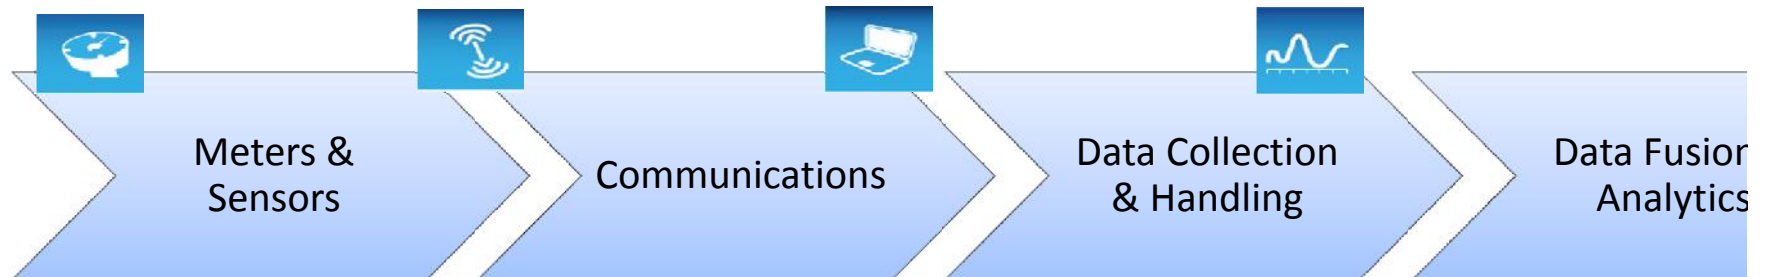 Meters &
Sensors
Communications
Data Collection
& Handling
Data Fusion
Analytics